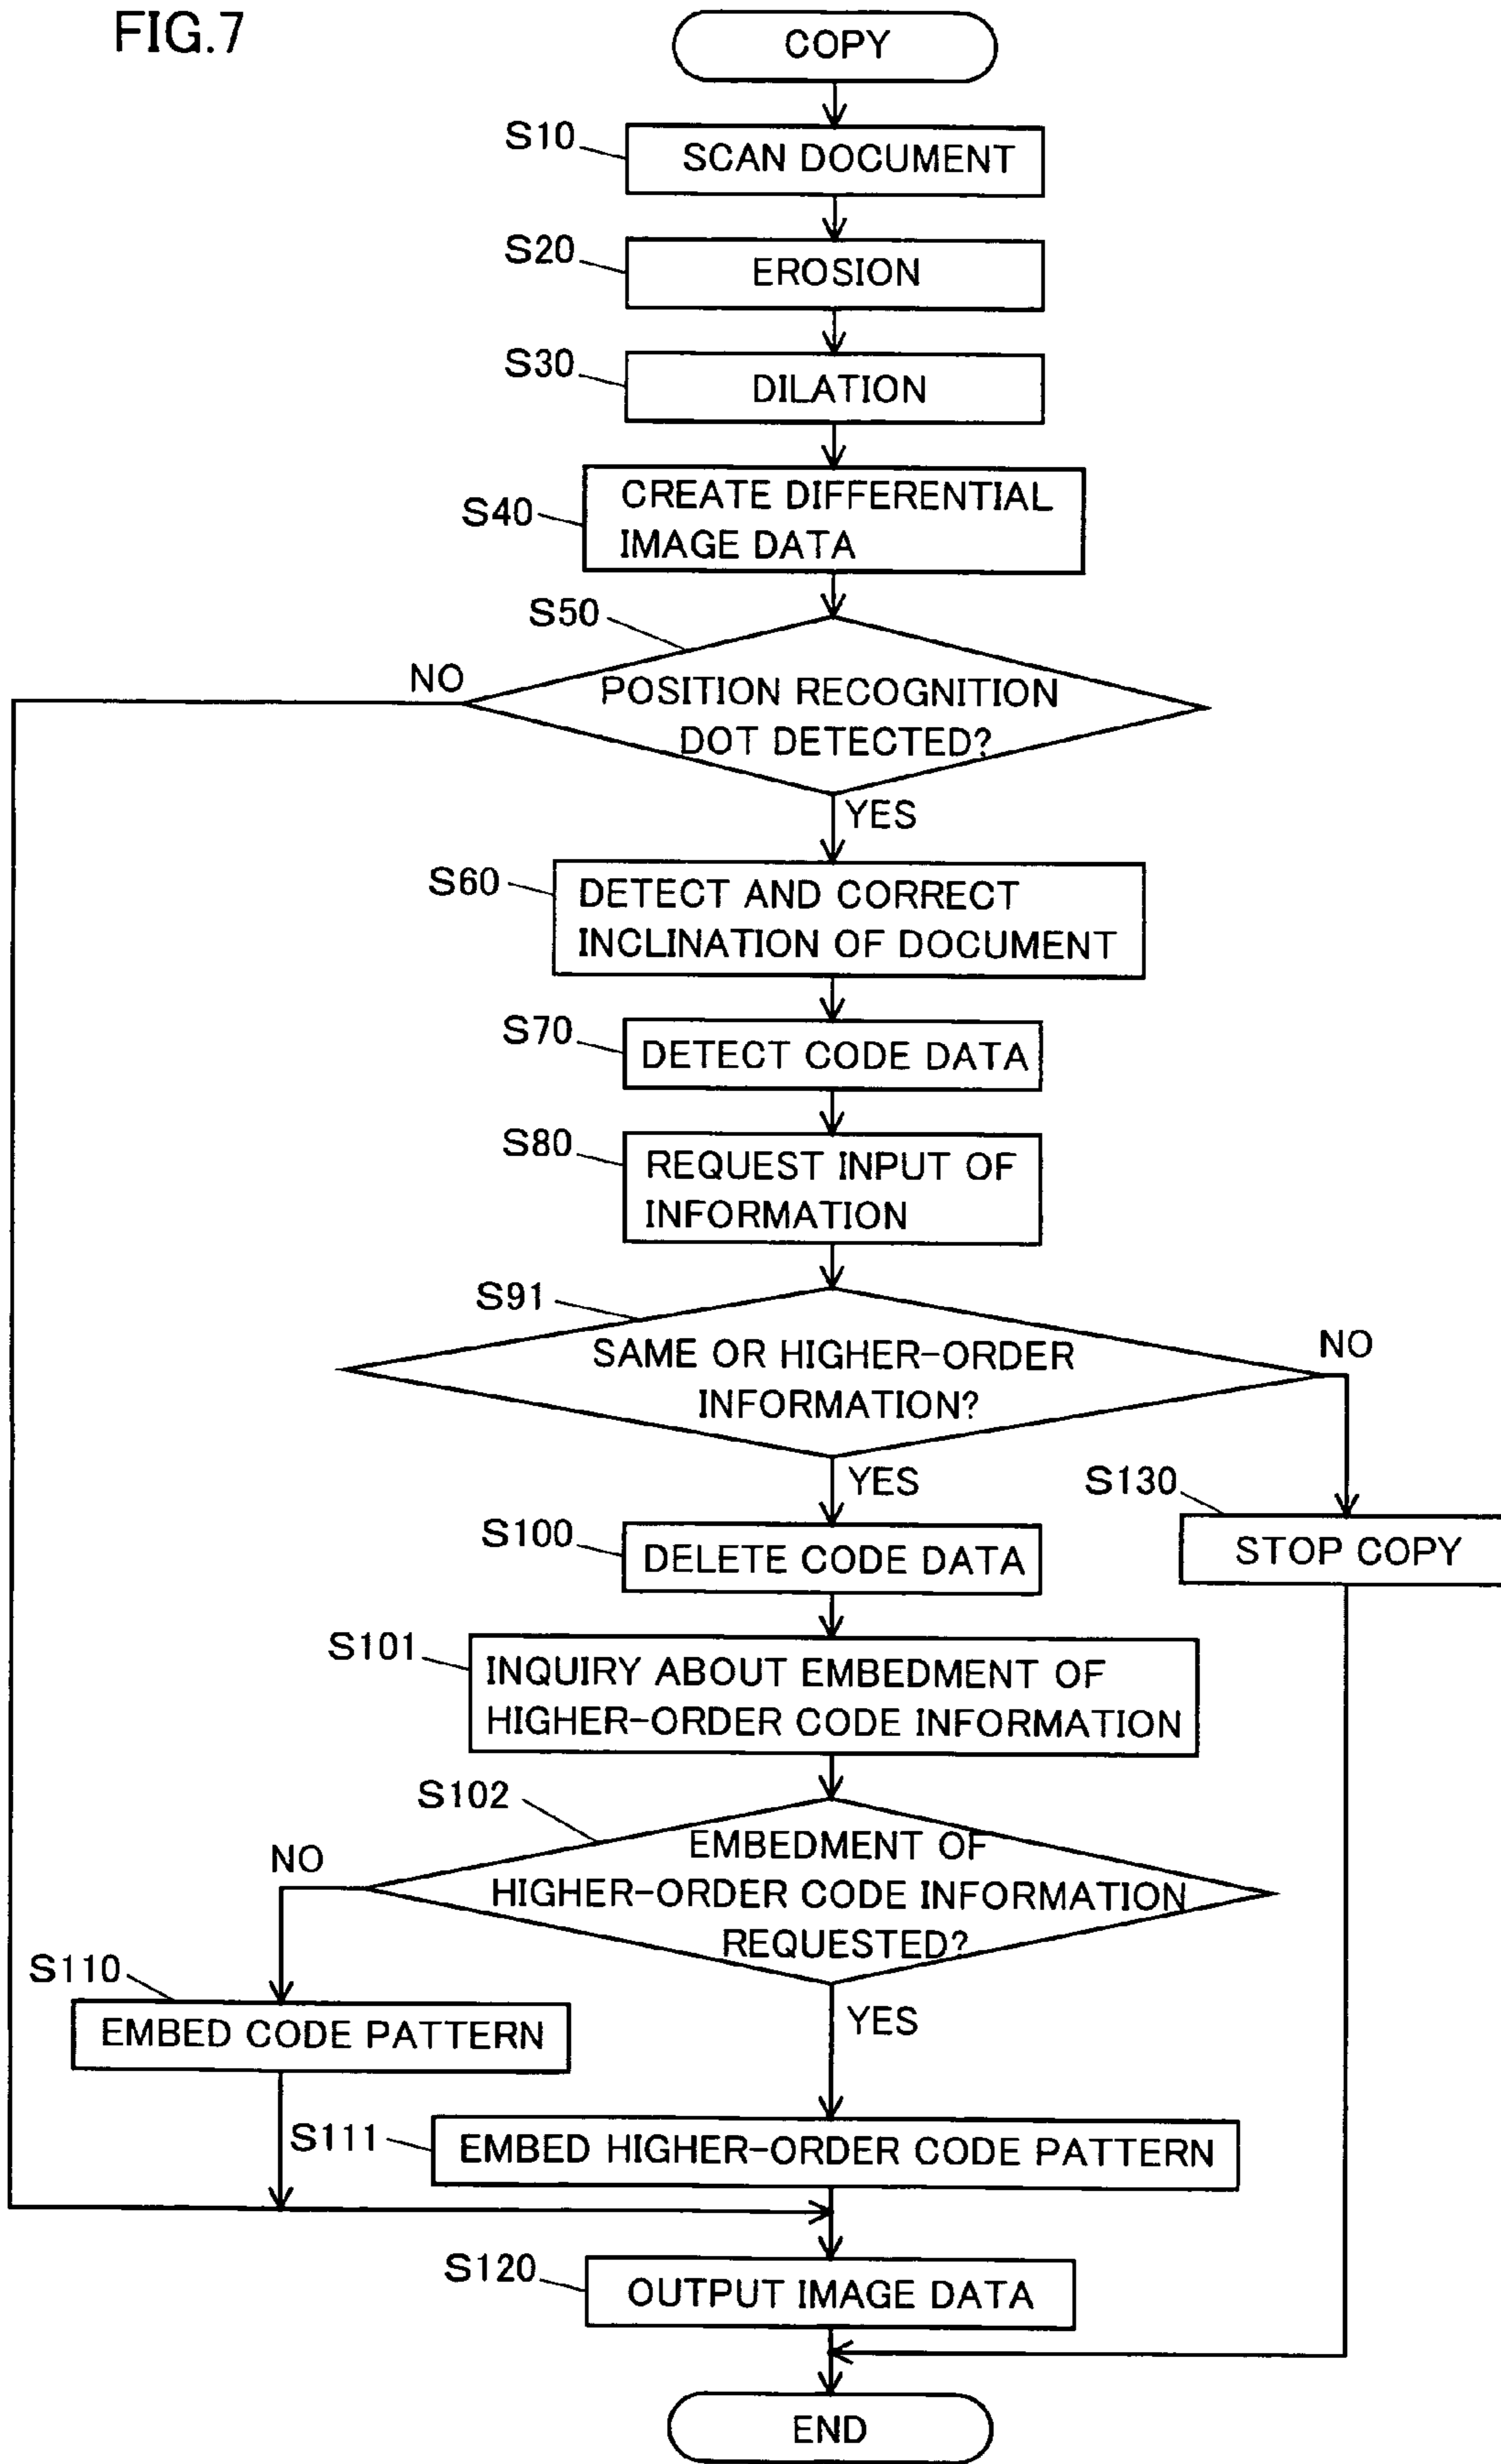 FIG.7
COPY
S10
SCAN DOCUMENT
S20
EROSION
S30
DILATION
S40
CREATE DIFFERENTIAL
IMAGE DATA
S50
NO
POSITION RECOGNITION
DOT DETECTED?
YES
S60
DETECT AND CORRECT
INCLINATION OF DOCUMENT
S70
DETECT CODE DATA
S80
REQUEST INPUT OF
INFORMATION
S91
SAME OR HIGHER-ORDER
INFORMATION?
NO
YES
S130
STOP COPY
S100
DELETE CODE DATA
S101
INQUIRY ABOUT EMBEDMENT OF
HIGHER-ORDER CODE INFORMATION
S102
NO
EMBEDMENT OF
HIGHER-ORDER CODE INFORMATION
REQUESTED?
S110
EMBED CODE PATTERN
YES
S111
EMBED HIGHER-ORDER CODE PATTERN
S120
OUTPUT IMAGE DATA
END